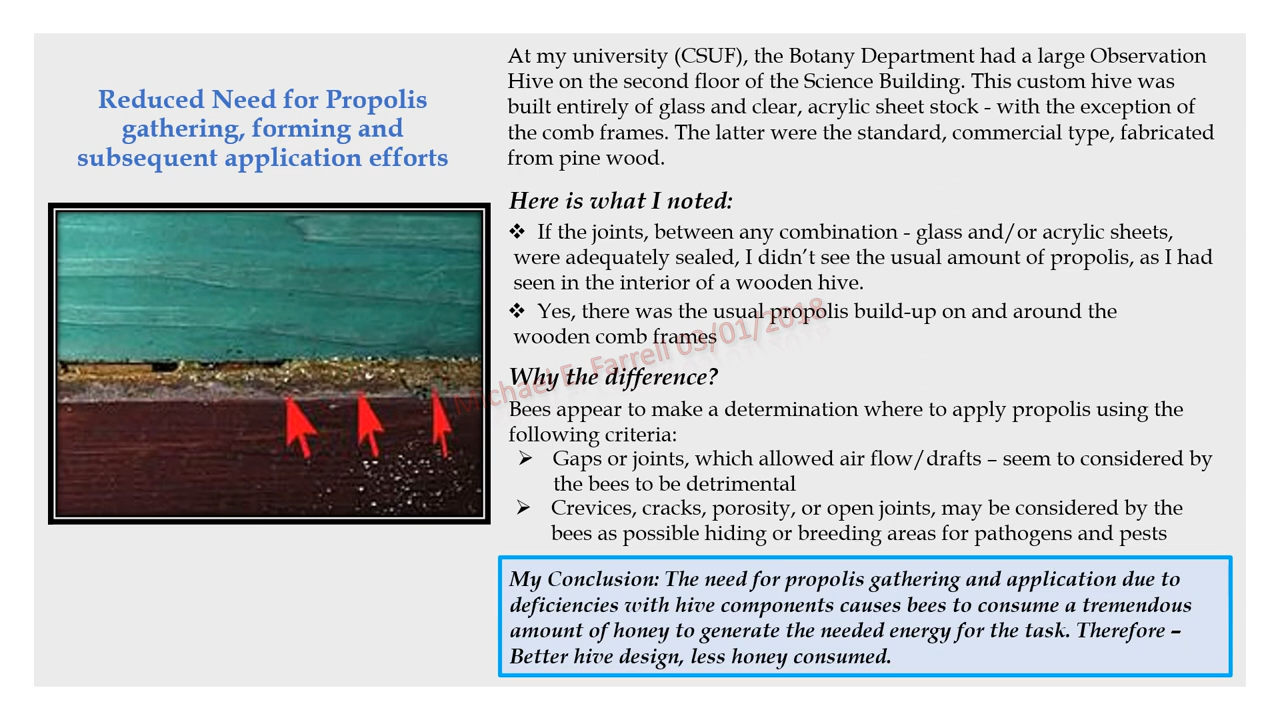 Reduced Need for Propolis
gathering, forming and
subsequent application efforts
At my university (CSUF), the Botany Department had a large Observation
Hive on the second floor of the Science Building. This custom hive was
built entirely of glass and clear, acrylic sheet stock - with the exception of
the comb frames. The latter were the standard, commercial type, fabricated
from pine wood.
Here is what I noted:
❖ If the joints, between any combination - glass and/or acrylic sheets,
were adequately sealed, I didn’t see the usual amount of propolis, as I had
seen in the interior of a wooden hive.
❖ Yes, there was the usual propolis build-up on and around the
wooden comb frames
Michael E. Farrell 03/01/2018
Why the difference?
Bees appear to make a determination where to apply propolis using the
following criteria:
➢ Gaps or joints, which allowed air flow/drafts – seem to considered by
the bees to be detrimental
➢ Crevices, cracks, porosity, or open joints, may be considered by the
bees as possible hiding or breeding areas for pathogens and pests
My Conclusion: The need for propolis gathering and application due to
deficiencies with hive components causes bees to consume a tremendous
amount of honey to generate the needed energy for the task. Therefore –
Better hive design, less honey consumed.